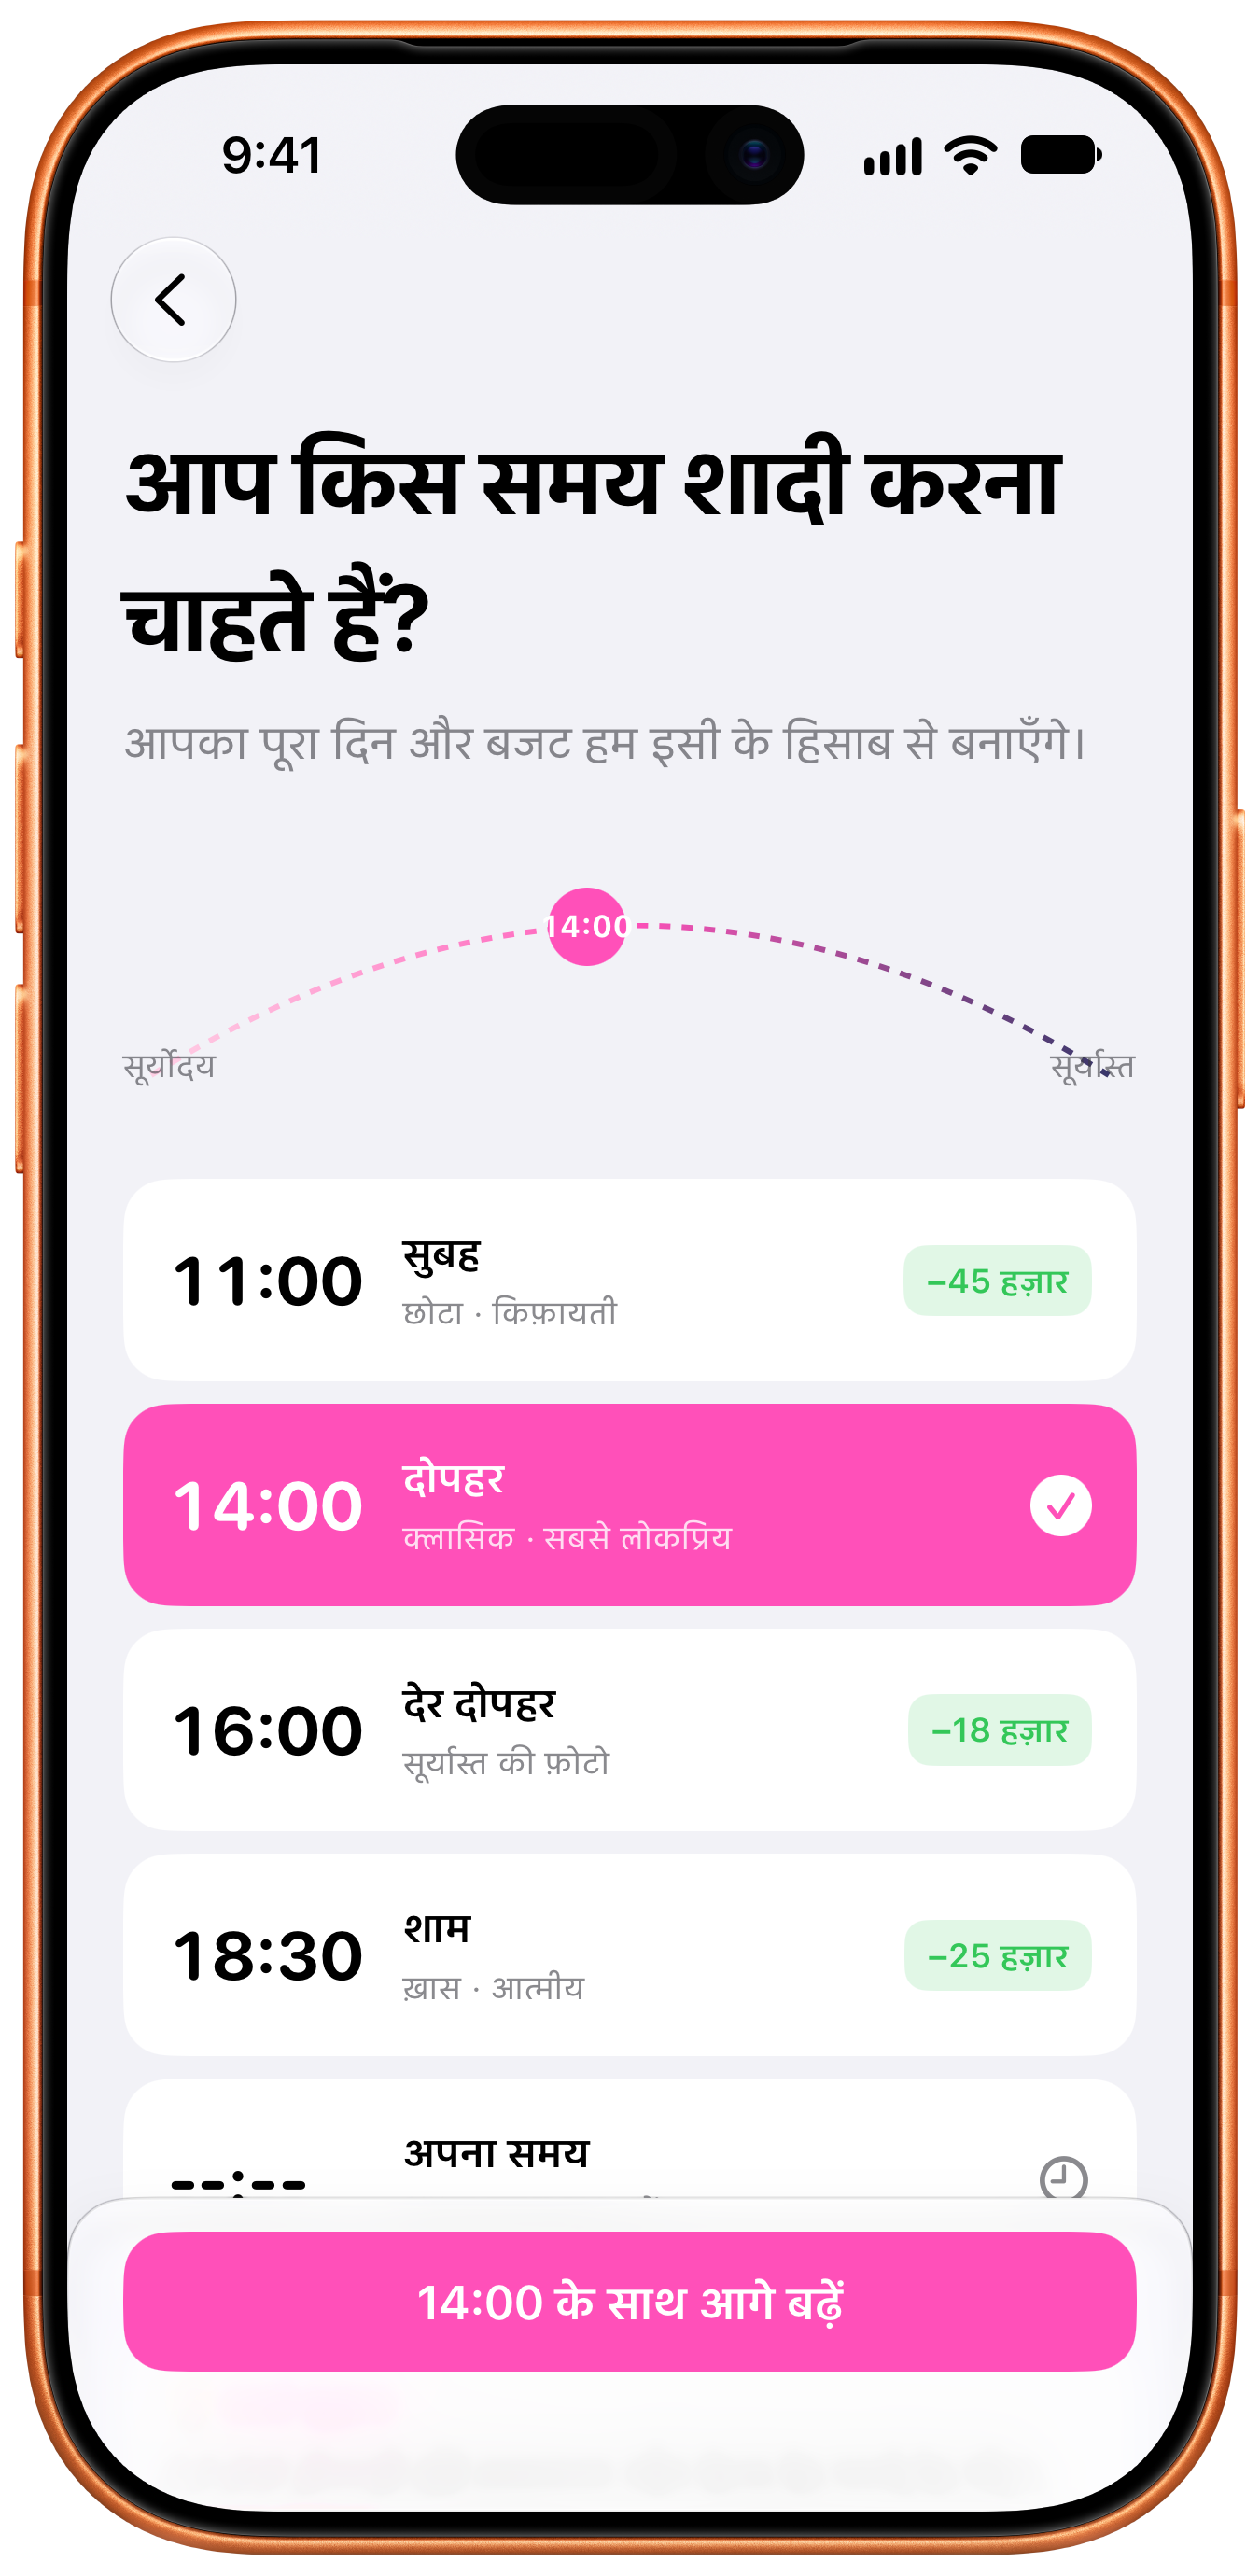 9:41
आप किस समय शादी करना
चाहते हैं?
आपका पूरा दिन और बजट हम इसी के हिसाब से बनाएँगे।
14:00
सूर्योदय
सूर्यास्त
11:00
सुबह
छोटा · किफ़ायती
–45 हज़ार
14:00
दोपहर
क्लासिक · सबसे लोकप्रिय
16:00
देर दोपहर
सूर्यास्त की फ़ोटो
–18 हज़ार
18:30
शाम
ख़ास · आत्मीय
–25 हज़ार
--:--
अपना समय
14:00 के साथ आगे बढ़ें